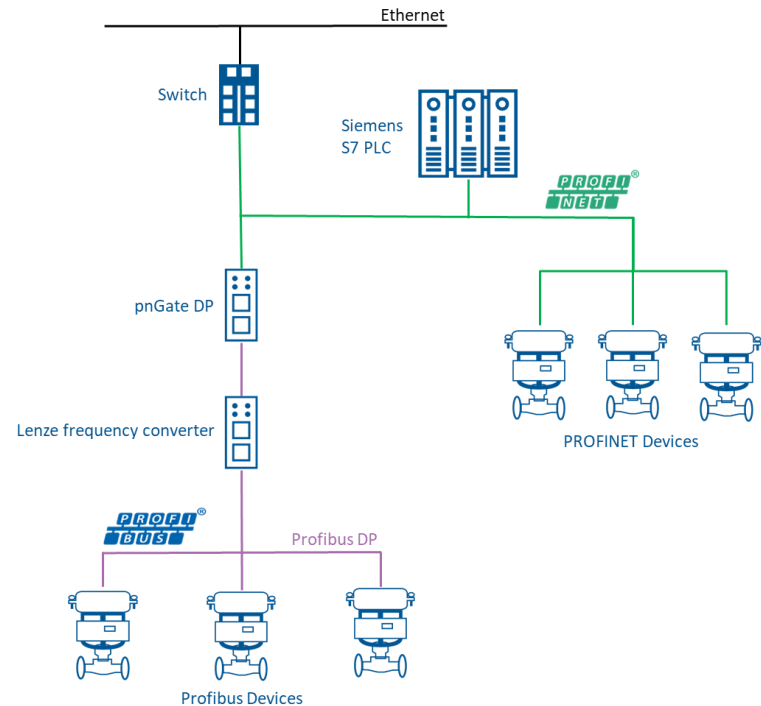 Ethernet
Switch
Siemens
S7 PLC
PROFI®
NET
pnGate DP
Lenze frequency converter
PROFINET Devices
PROFI®
BUS
Profibus DP
Profibus Devices